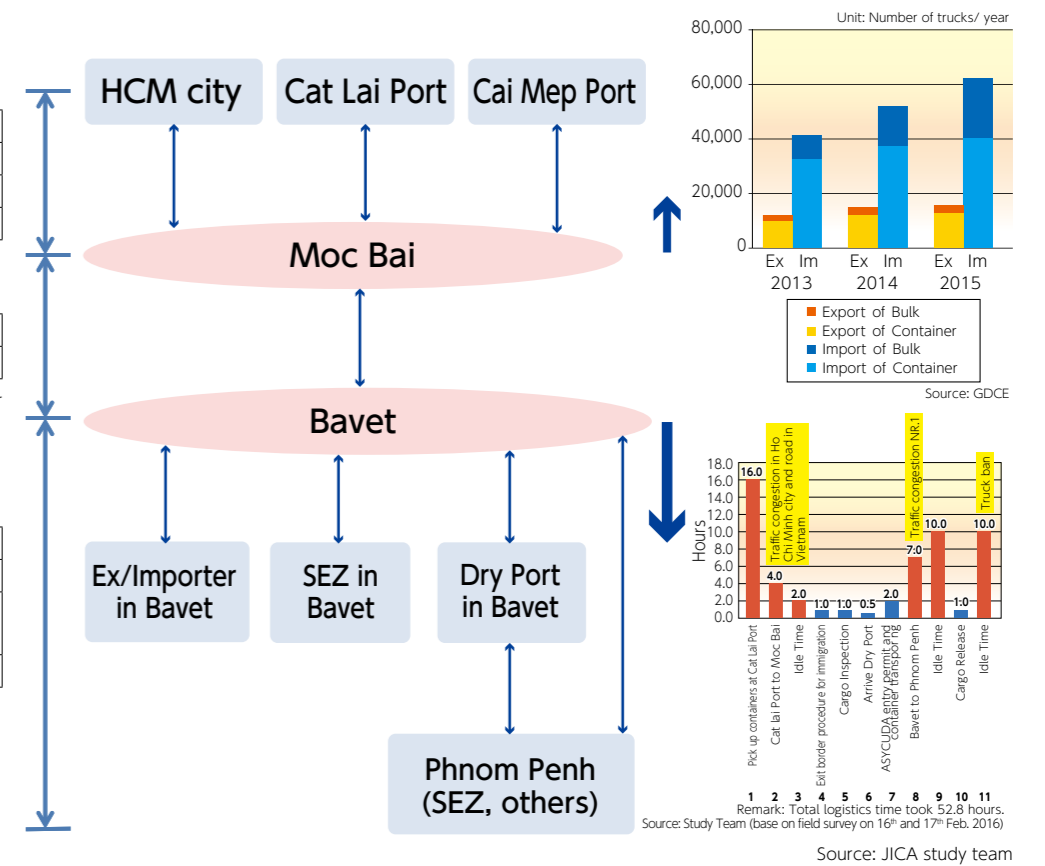 HCM city
Cat Lai Port
Cai Mep Port
Moc Bai
Bavet
Ex/Importer
in Bavet
SEZ in
Bavet
Dry Port
in Bavet
Phnom Penh
(SEZ, others)
Unit: Number of trucks/ year
80,000
60,000
40,000
20,000
0
Ex Im Ex Im Ex Im
2013 2014 2015
Export of Bulk
Export of Container
Import of Bulk
Import of Container
Source: GDCE
Traffic congestion in Ho
Chi Minh city and road in
Vietnam
Traffic congestion NR.1
Truck ban
Hours
18.0
16.0
14.0
12.0
10.0
8.0
6.0
4.0
2.0
0.0
16.0
4.0
2.0
1.0
1.0
0.5
2.0
7.0
10.0
1.0
10.0
Pick up containers at Cat Lai Port
Cat lai Port to Moc Bai
Idle Time
Exit border procedure for immigration
Cargo Inspection
Arrive Dry Port
ASYCUDA entry permit and
container transpor ng
Bavet to Phnom Penh
Idle Time
Cargo Release
Idle Time
1 2 3 4 5 6 7 8 9 10 11
Remark: Total logistics time took 52.8 hours.
Source: Study Team (base on field survey on 16th and 17th Feb. 2016)
Source: JICA study team